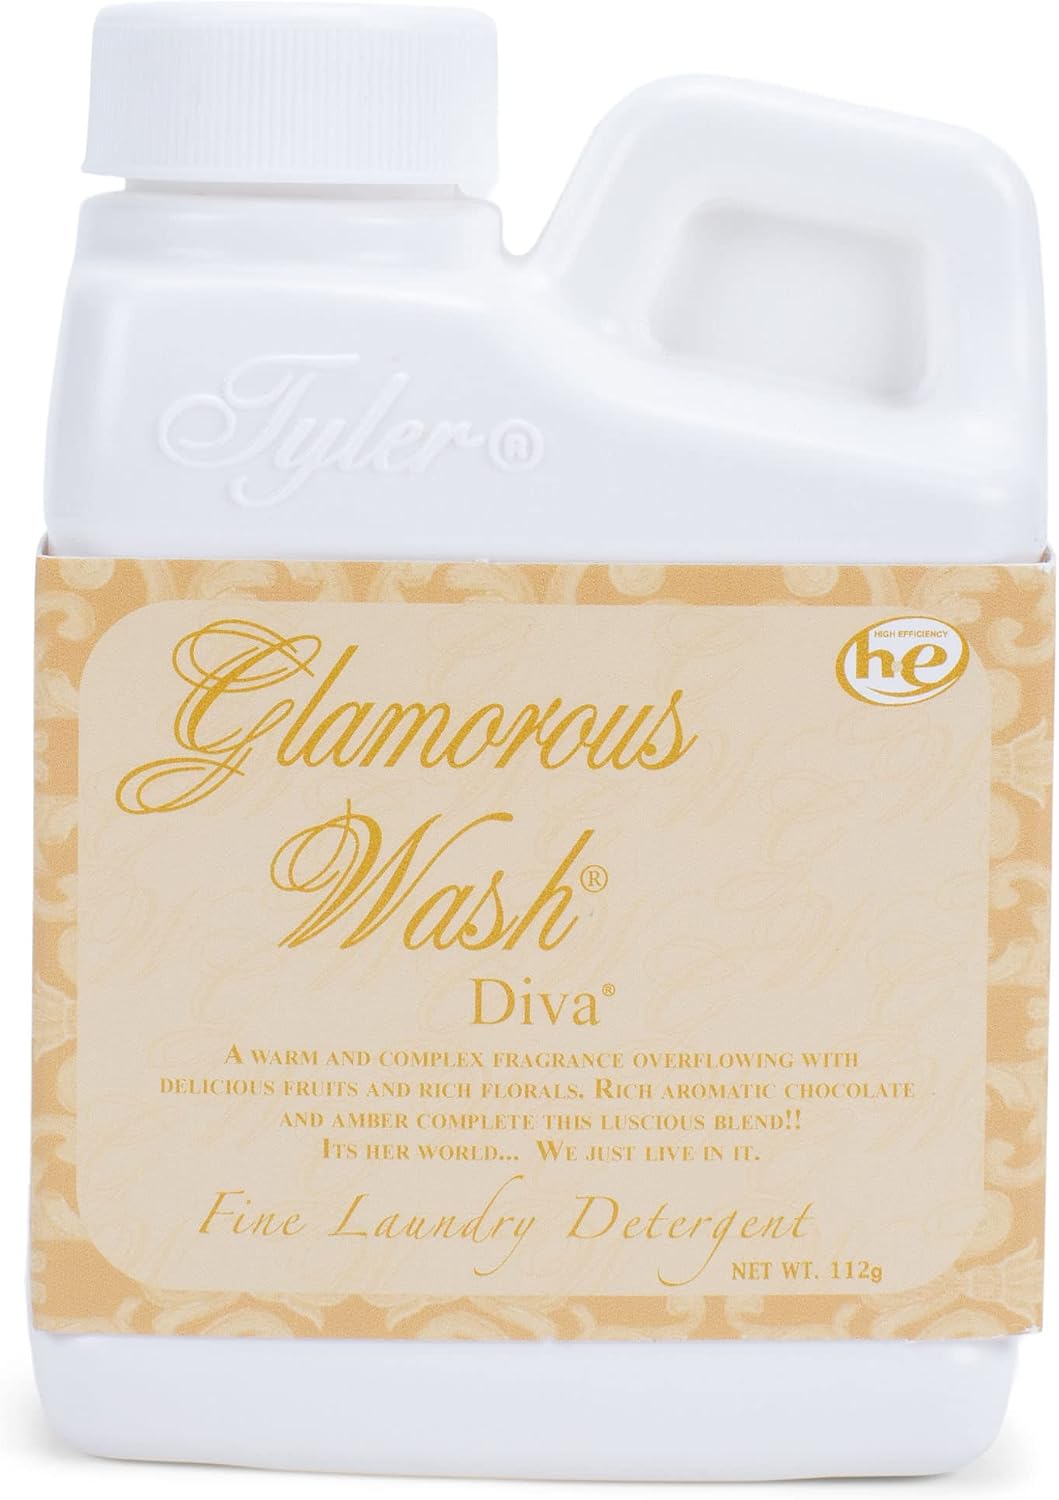 Tyler®
HIGH EFFICIENCY
he
Glamorous
Wash®
Diva®
A WARM AND COMPLEX FRAGRANCE OVERFLOWING WITH
DELICIOUS FRUITS AND RICH FLORALS. RICH AROMATIC CHOCOLATE
AND AMBER COMPLETE THIS LUSCIOUS BLEND!!
ITS HER WORLD... WE JUST LIVE IN IT.
Fine Laundry Detergent
NET WT. 112g